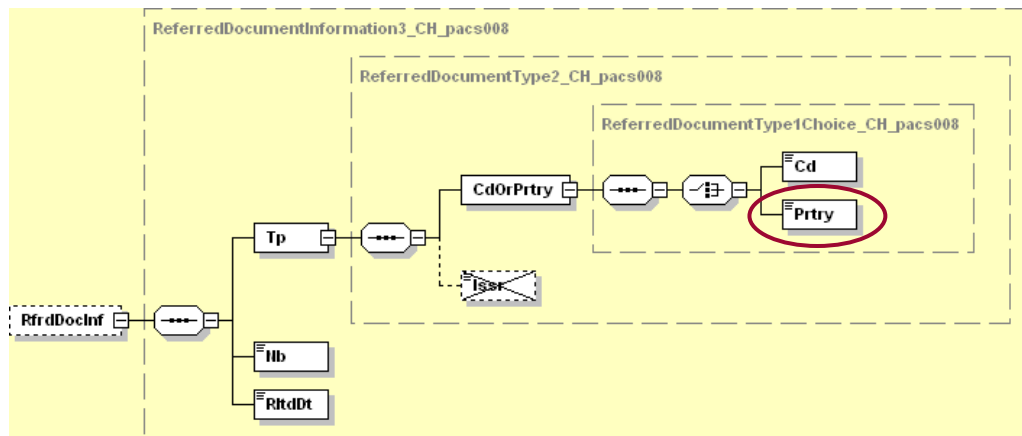 ReferredDocumentInformation3_CH_pacs008
ReferredDocumentType2_CH_pacs008
ReferredDocumentType1Choice_CH_pacs008
Cd
CdOrPrtry
Prtry
Tp
Issr
RfrdDocInf
Nb
RltdDt